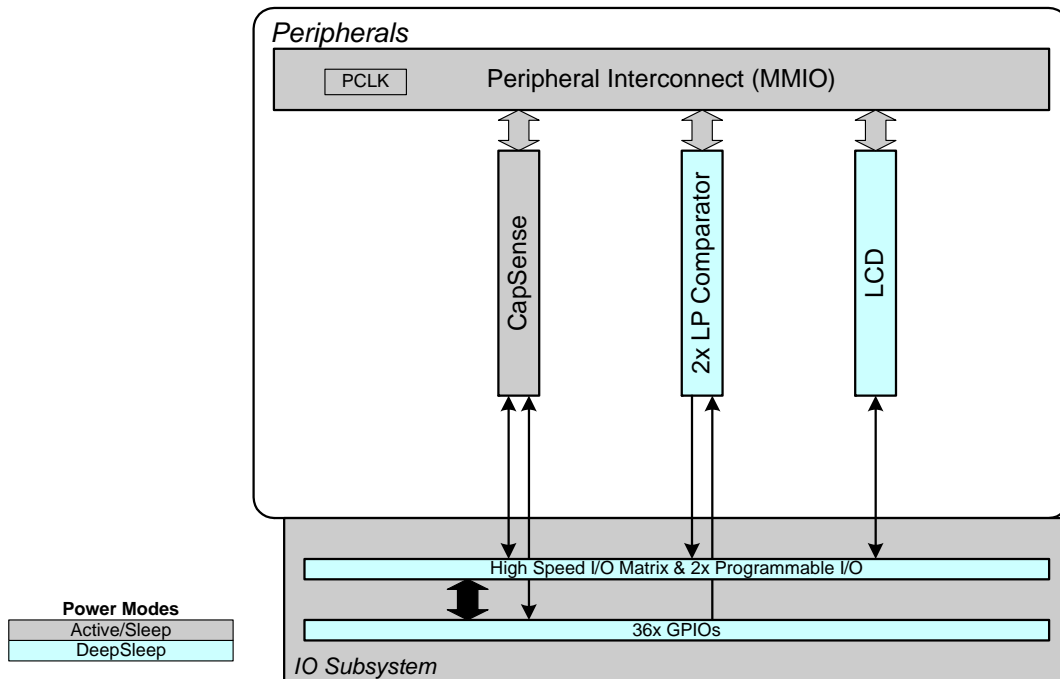 Peripherals
PCLK
Peripheral Interconnect (MMIO)
CapSense
2x LP Comparator
LCD
High Speed I/O Matrix & 2x Programmable I/O
36x GPIOs
IO Subsystem
Power Modes
Active/Sleep
DeepSleep